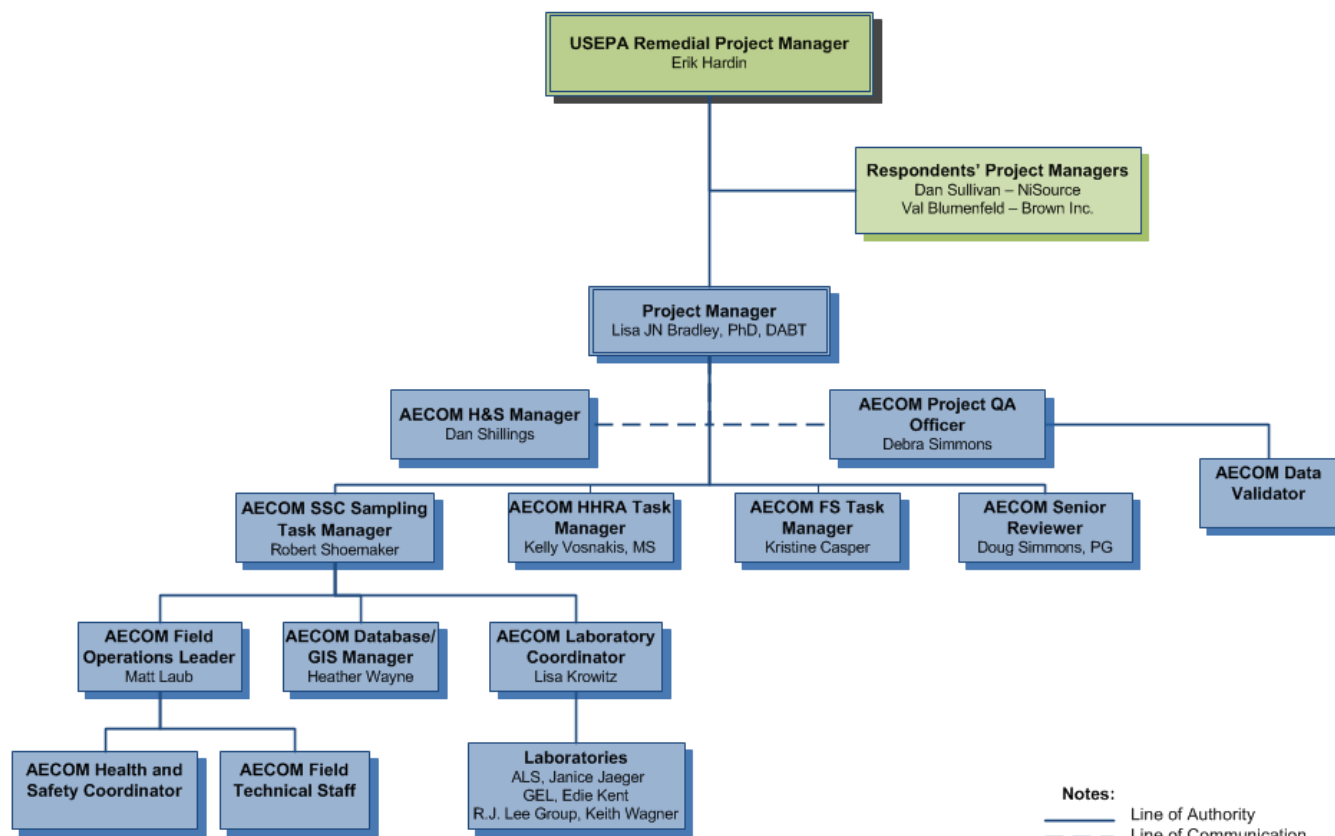 USEPA Remedial Project Manager
Erik Hardin
Respondents' Project Managers
Dan Sullivan – NiSource
Val Blumenfeld – Brown Inc.
Project Manager
Lisa JN Bradley, PhD, DABT
AECOM H&S Manager
Dan Shillings
AECOM Project QA
Officer
Debra Simmons
AECOM Data
Validator
AECOM SSC Sampling
Task Manager
Robert Shoemaker
AECOM HHRA Task
Manager
Kelly Vosnakis, MS
AECOM FS Task
Manager
Kristine Casper
AECOM Senior
Reviewer
Doug Simmons, PG
AECOM Field
Operations Leader
Matt Laub
AECOM Database/
GIS Manager
Heather Wayne
AECOM Laboratory
Coordinator
Lisa Krowitz
AECOM Health and
Safety Coordinator
AECOM Field
Technical Staff
Laboratories
ALS, Janice Jaeger
GEL, Edie Kent
R.J. Lee Group, Keith Wagner
Notes:
Line of Authority
Line of Communication